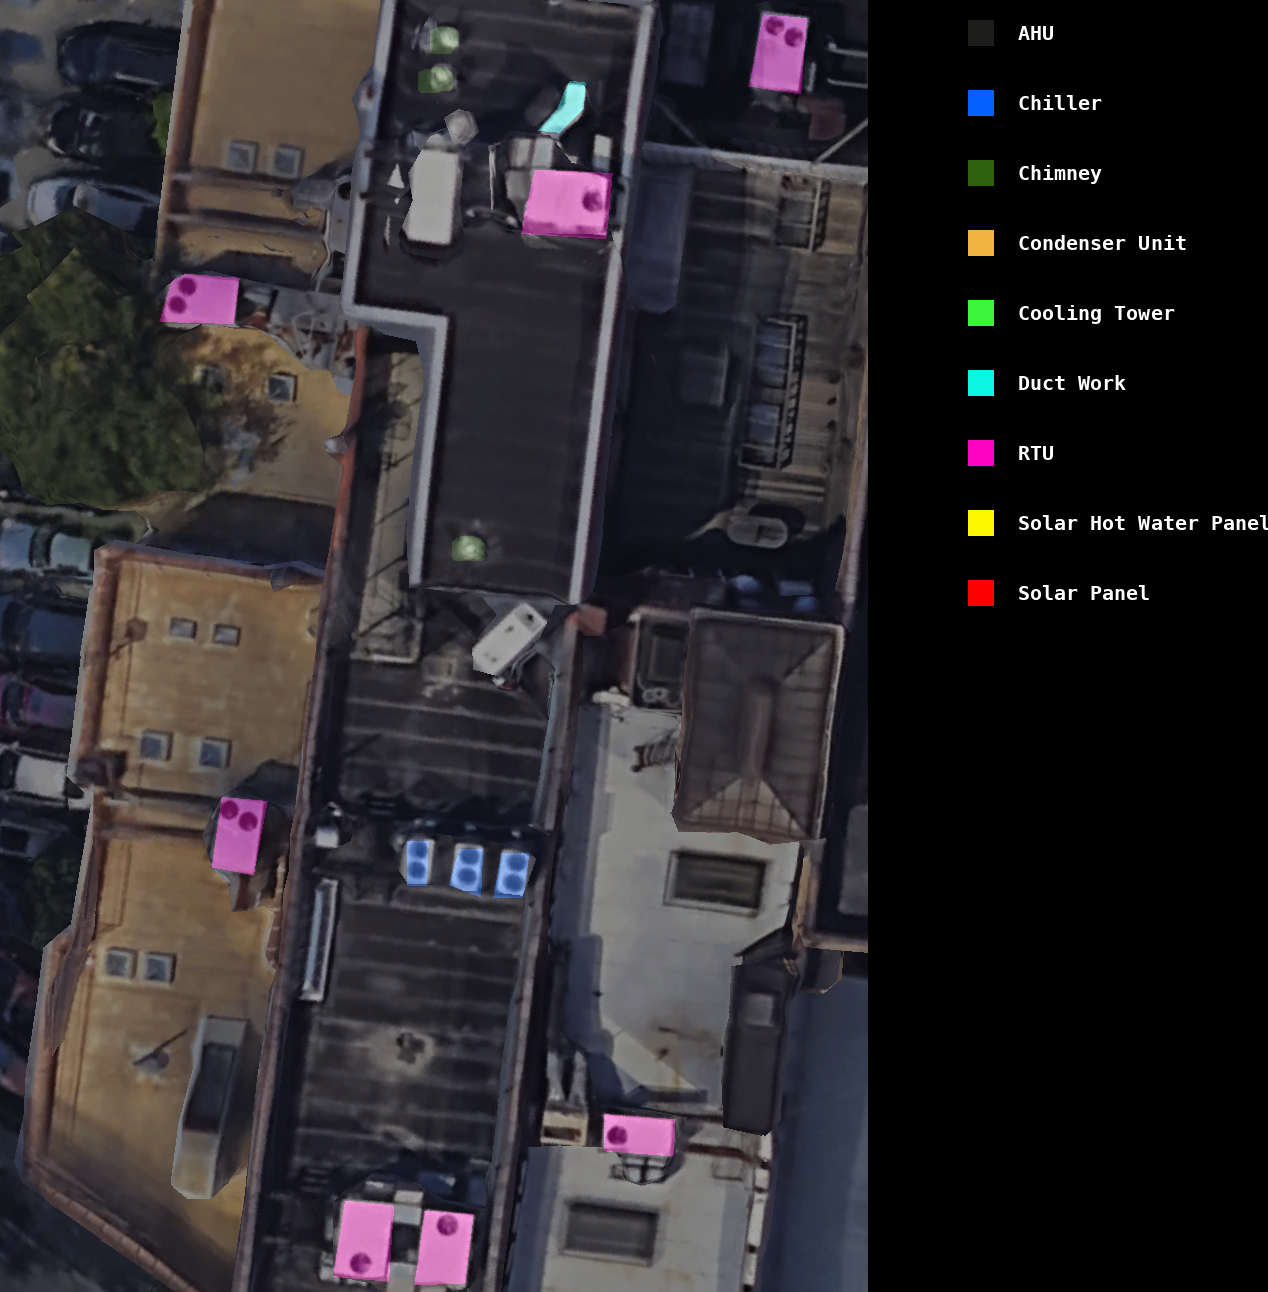 AHU
Chiller
Chimney
Condenser Unit
Cooling Tower
Duct Work
RTU
Solar Hot Water Panel
Solar Panel